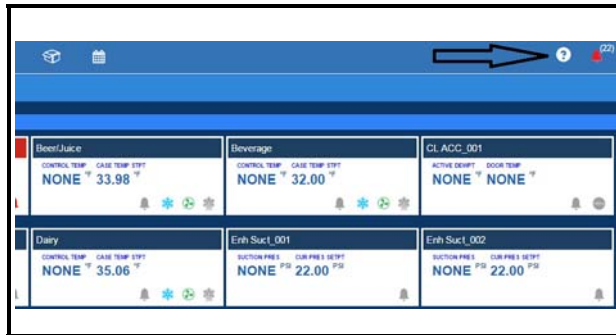 (22)
Beer/Juice
Beverage
CL ACC_001
CONTROL TEMP CASE TEMP STPT
CONTROL TEMP CASE TEMP STPT
ACTIVE DEWPT DOOR TEMP
NONE °F 33.98 °F
NONE °F 32.00 °F
NONE °F NONE °F
Dairy
Enh Suct_001
Enh Suct_002
CONTROL TEMP CASE TEMP STPT
SUCTION PRES CUR PRES SETPT
SUCTION PRES CUR PRES SETPT
NONE °F 35.06 °F
NONE PSI 22.00 PSI
NONE PSI 22.00 PSI